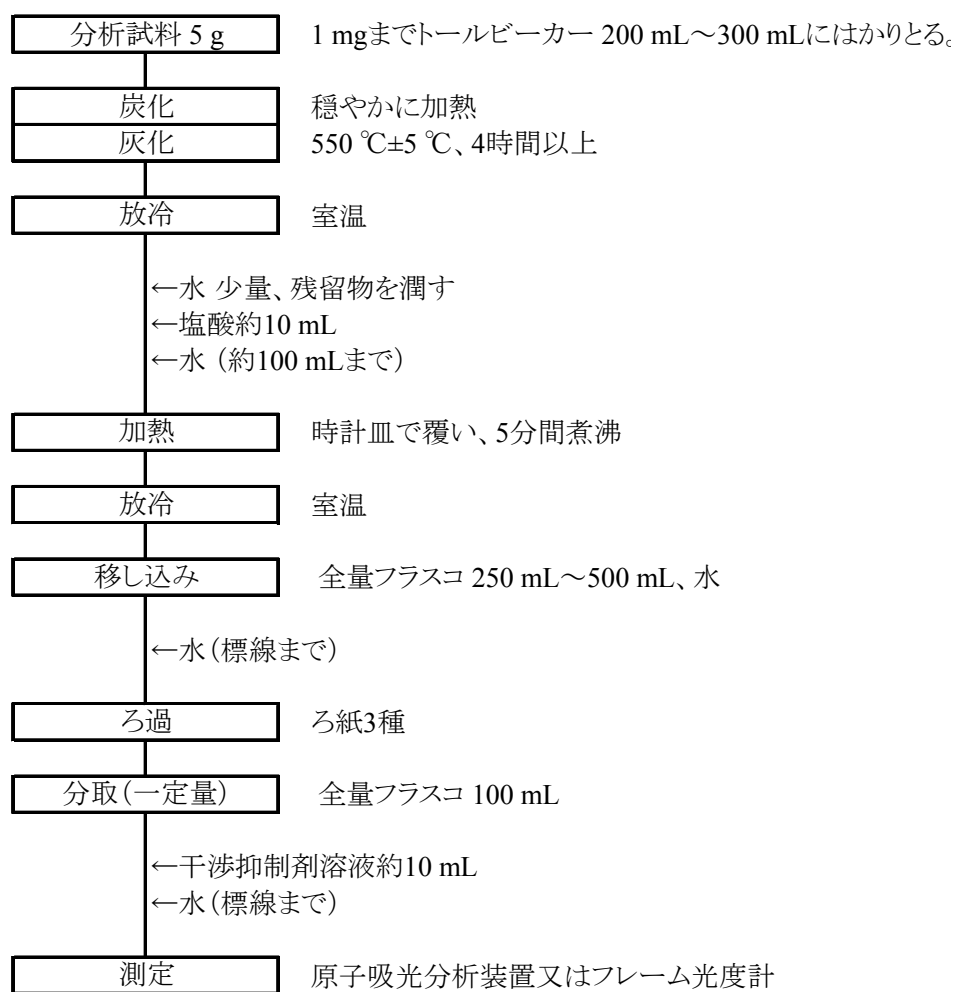 分析試料 5 g 1 mgまでトールビーカー 200 mL～300 mLにはかりとる。
炭化 穏やかに加熱
灰化 550 ℃±5 ℃、4時間以上
放冷 室温
←水 少量、残留物を潤す
←塩酸約10 mL
←水（約100 mLまで）
加熱 時計皿で覆い、5分間煮沸
放冷 室温
移し込み 全量フラスコ 250 mL～500 mL、水
←水（標線まで）
ろ過 ろ紙3種
分取（一定量） 全量フラスコ 100 mL
←干渉抑制剤溶液約10 mL
←水（標線まで）
測定 原子吸光分析装置又はフレーム光度計